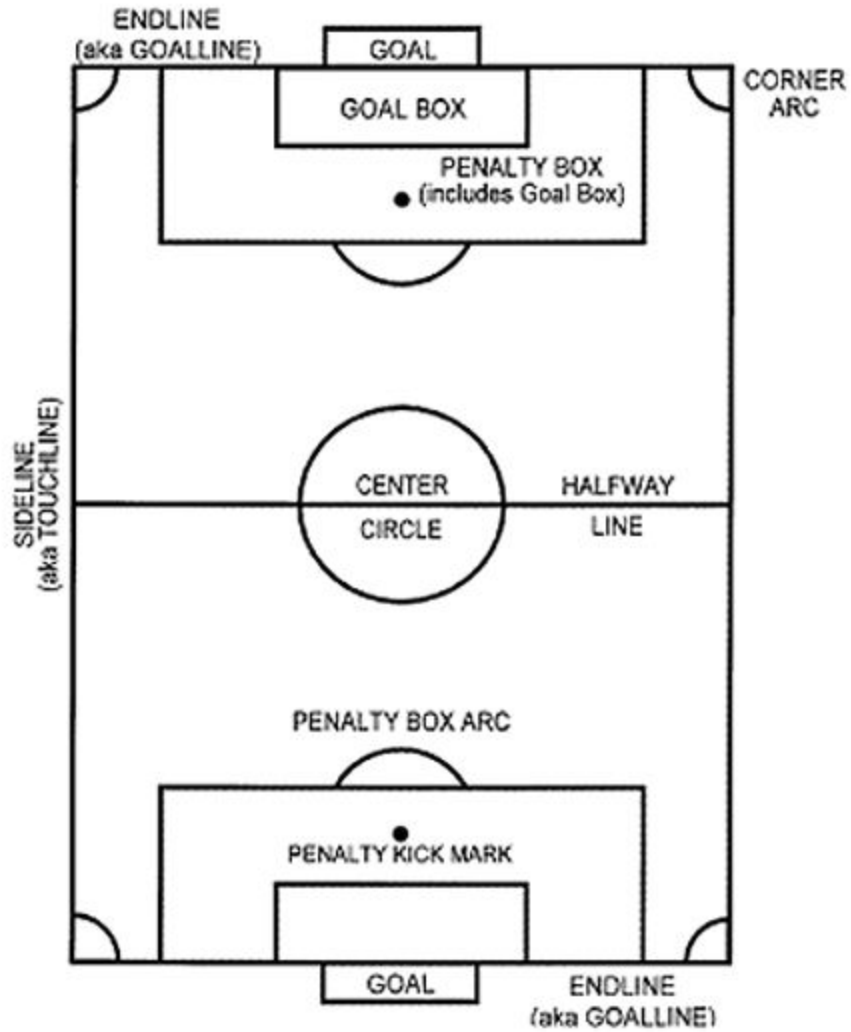 ENDLINE
(aka GOALLINE)
GOAL
GOAL BOX
CORNER
ARC
PENALTY BOX
(includes Goal Box)
SIDELINE
(aka TOUCHLINE)
CENTER
CIRCLE
HALFWAY
LINE
PENALTY BOX ARC
PENALTY KICK MARK
GOAL
ENDLINE
(aka GOALLINE)